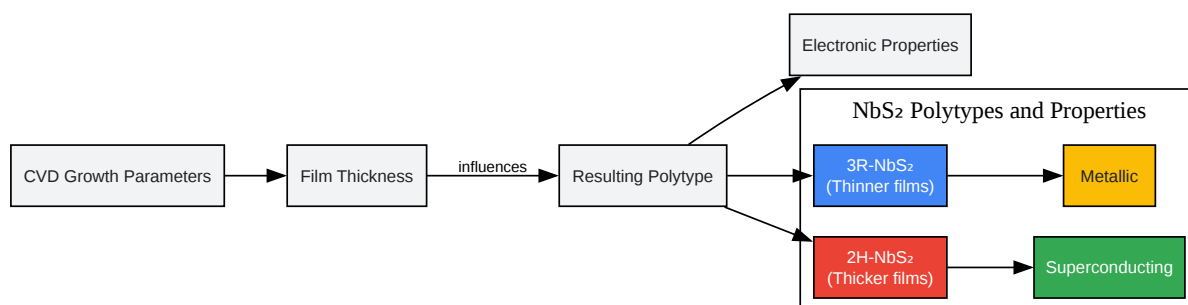 Electronic Properties
NbS₂ Polytypes and Properties
CVD Growth Parameters
Film Thickness
influences
Resulting Polytype
3R-NbS₂
(Thinner films)
Metallic
2H-NbS₂
(Thicker films)
Superconducting